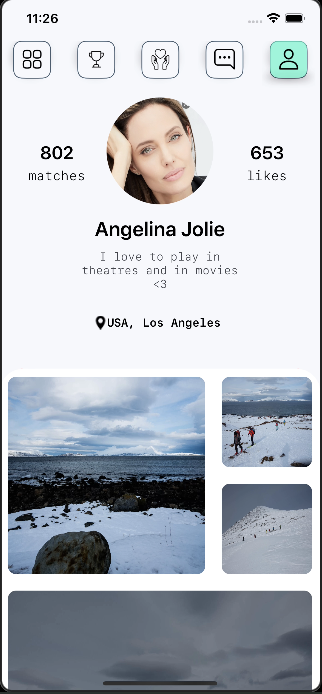 11:26
802
matches
653
likes
Angelina Jolie
I love to play in
theatres and in movies
<3
USA, Los Angeles